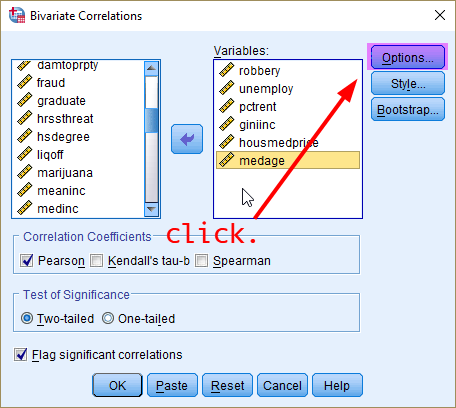 Bivariate Correlations
Variables:
damtoprpty
fraud
graduate
hrssthreat
hsdegree
liqoff
marijuana
meaninc
medinc
robbery
unemploy
pctrent
giniinc
housmedprice
medage
Options...
Style...
Bootstrap...
click.
Correlation Coefficients
Pearson Kendall's tau-b Spearman
Test of Significance
Two-tailed One-tailed
Flag significant correlations
OK Paste Reset Cancel Help